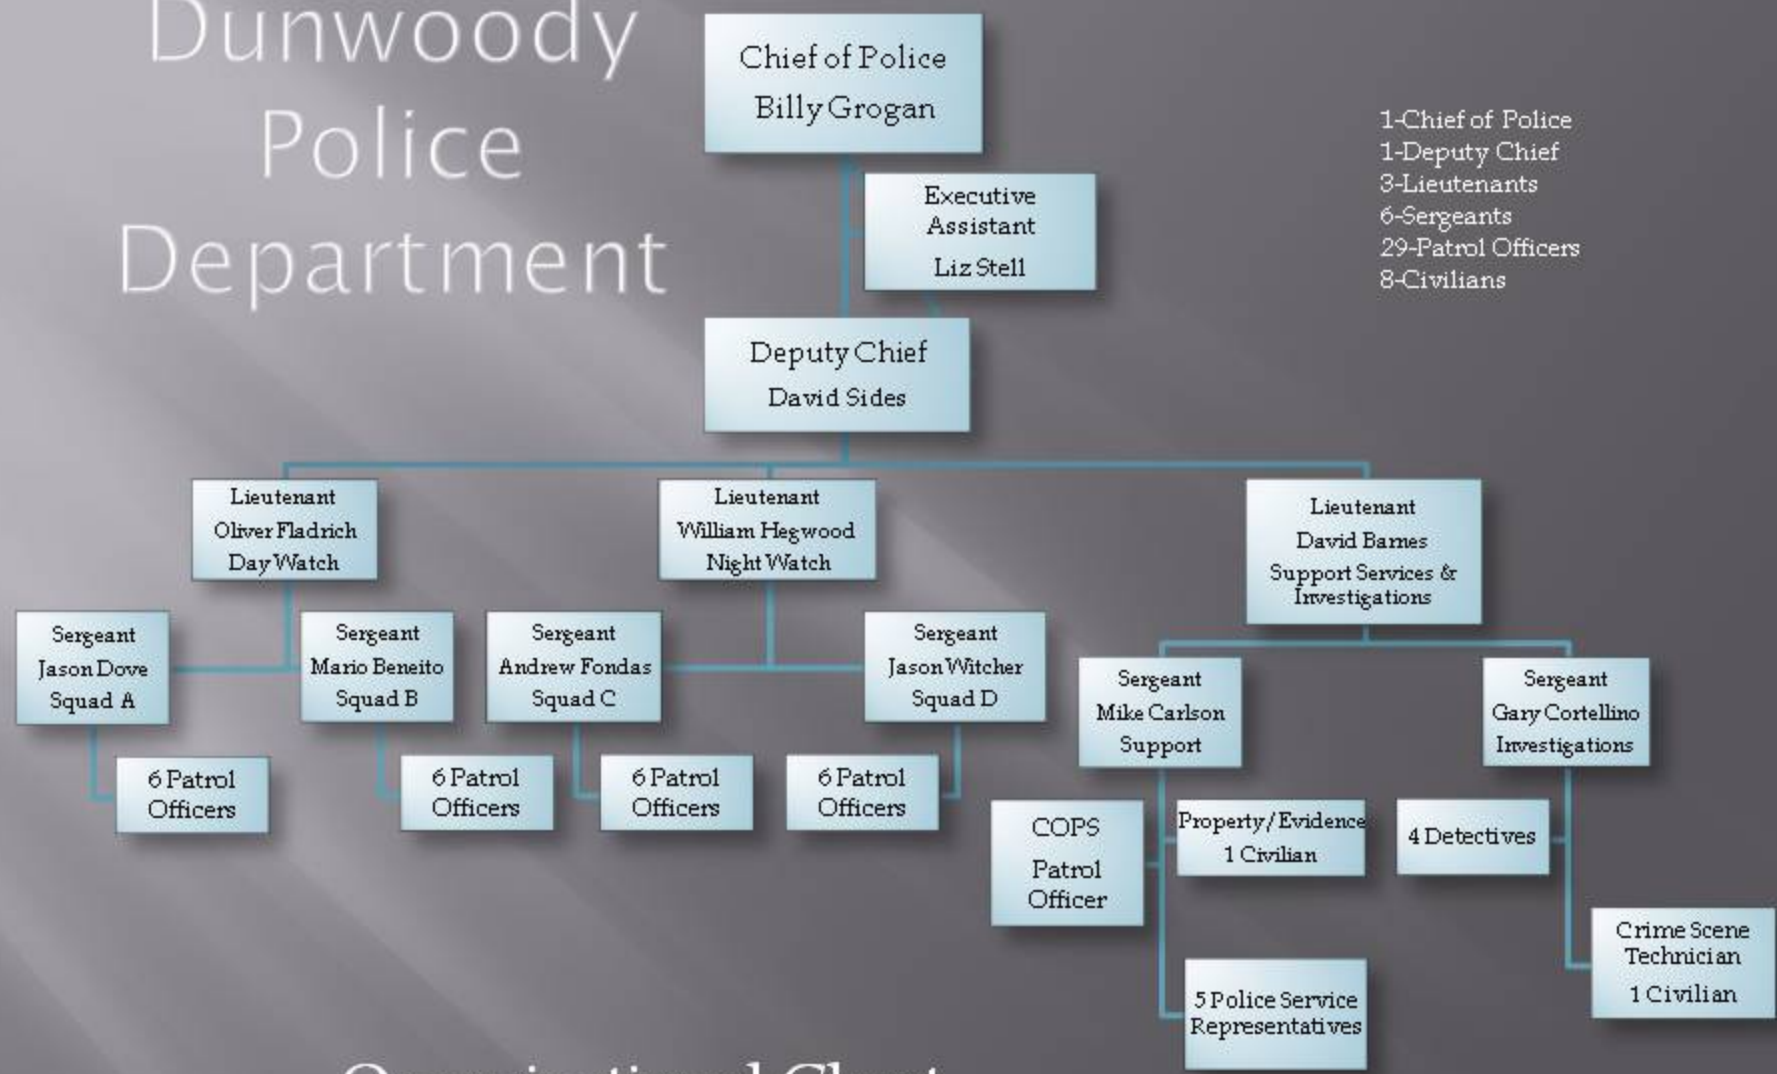 Dunwoody
Police
Department
Chief of Police
Billy Grogan
1-Chief of Police
1-Deputy Chief
3-Lieutenants
6-Sergeants
29-Patrol Officers
8-Civilians
Executive
Assistant
Liz Stell
Deputy Chief
David Sides
Lieutenant
Oliver Fladrich
Day Watch
Lieutenant
William Hegwood
Night Watch
Lieutenant
David Barnes
Support Services &
Investigations
Sergeant
Jason Dove
Squad A
Sergeant
Mario Beneito
Squad B
Sergeant
Andrew Fondas
Squad C
Sergeant
Jason Witcher
Squad D
Sergeant
Mike Carlson
Support
Sergeant
Gary Cortellino
Investigations
6 Patrol
Officers
6 Patrol
Officers
6 Patrol
Officers
6 Patrol
Officers
COPS
Patrol
Officer
Property/Evidence
1 Civilian
4 Detectives
Crime Scene
Technician
1 Civilian
5 Police Service
Representatives
Organizational Chart